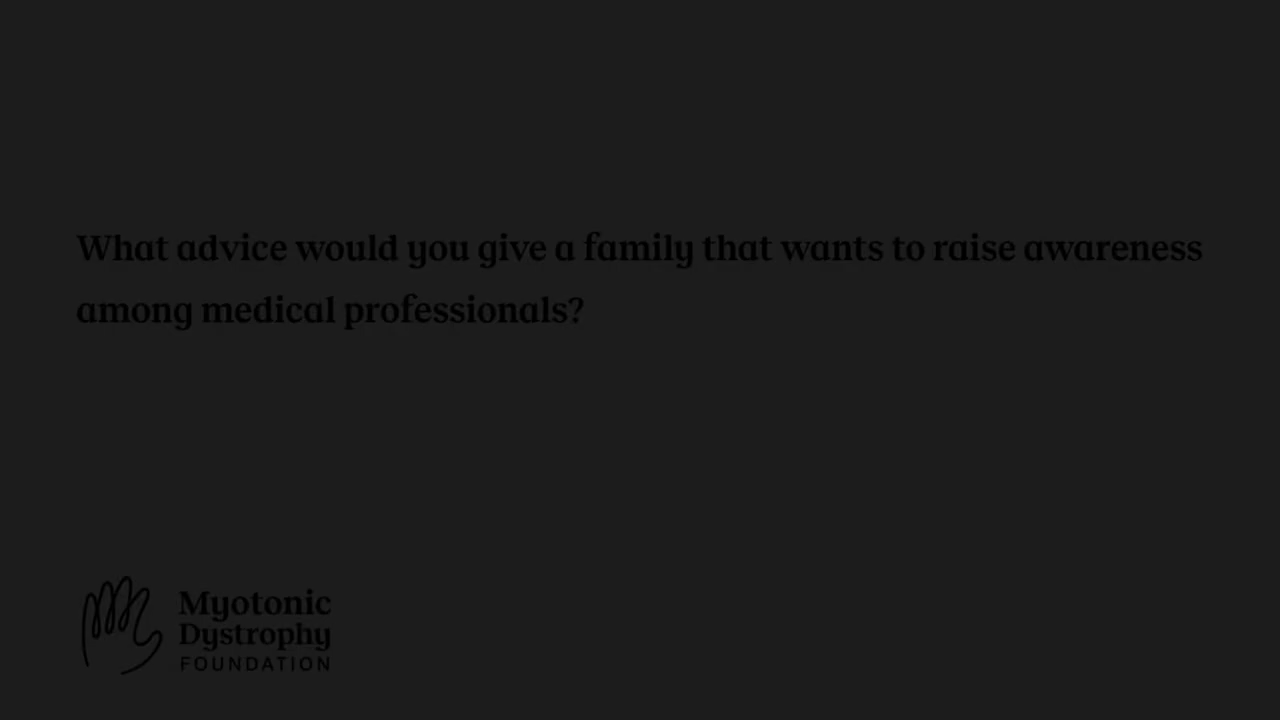 What advice would you give a family that wants to raise awareness
among medical professionals?
Myotonic
Dystrophy
FOUNDATION